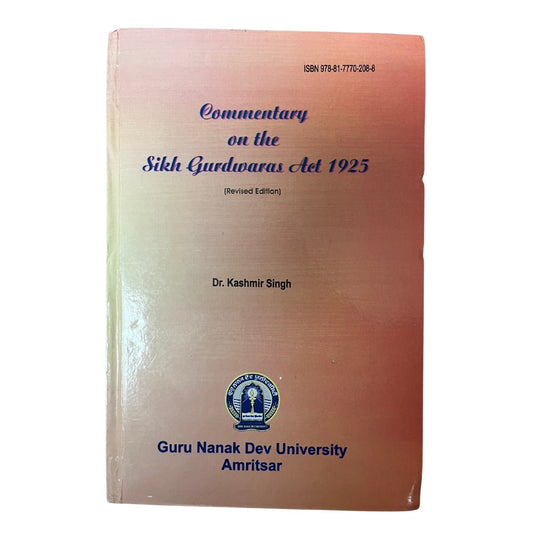 ISBN 978-81-7770-208-8
Commentary
on the
Sikh Gurdwaras Act 1925
(Revised Edition)
Dr. Kashmir Singh
Guru Nanak Dev University
Amritsar